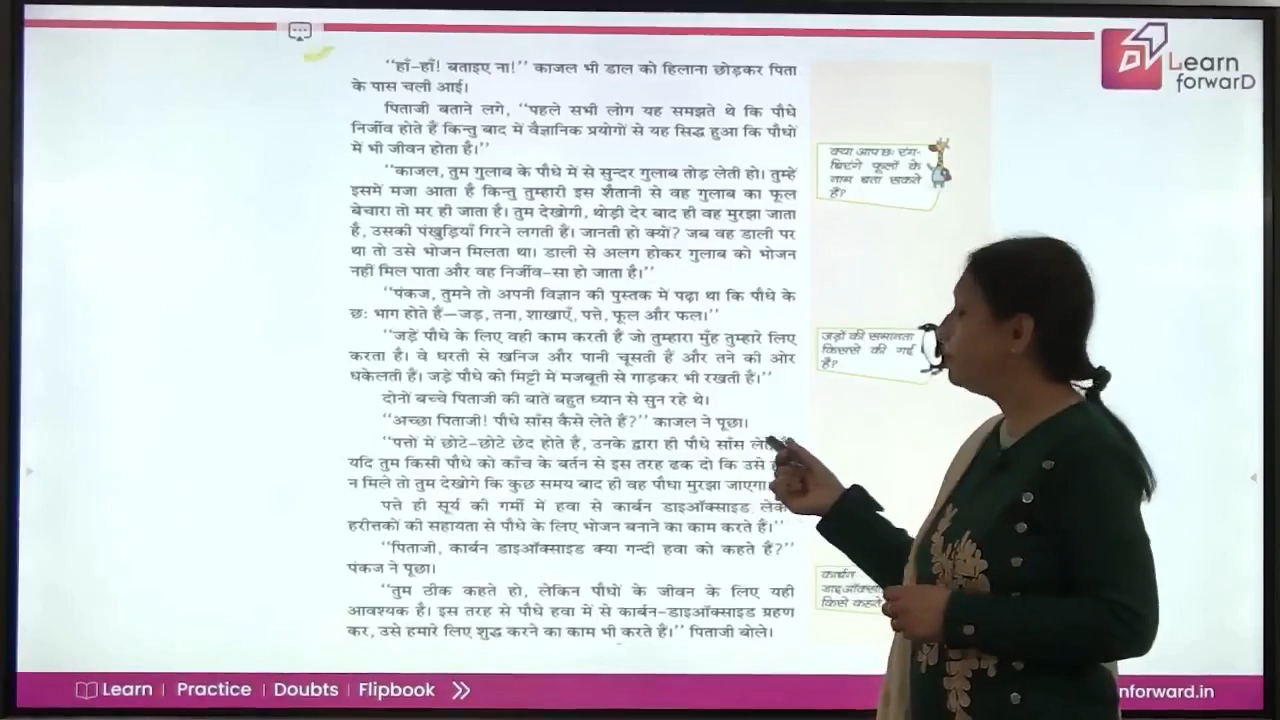 Learn
forwarD
“हाँ-हाँ! बताइए ना!” काजल भी डाल को हिलाना छोड़कर पिता
के पास चली आई।
पिताजी बताने लगे, “पहले सभी लोग यह समझते थे कि पौधे
निर्जीव होते हैं किन्तु बाद में वैज्ञानिक प्रयोगों से यह सिद्ध हुआ कि पौधों
में भी जीवन होता है।”
“काजल, तुम गुलाब के पौधे में से सुन्दर गुलाब तोड़ लेती हो। तुम्हें
इसमें मजा आता है किन्तु तुम्हारी इस शैतानी से वह गुलाब का फूल
बेचारा तो मर ही जाता है। तुम देखोगी, थोड़ी देर बाद ही वह मुरझा जाता
है, उसकी पंखुड़ियाँ गिरने लगती हैं। जानती हो क्यों? जब वह डाली पर
था तो उसे भोजन मिलता था। डाली से अलग होकर गुलाब को भोजन
नहीं मिल पाता और वह निर्जीव-सा हो जाता है।”
“पंकज, तुमने तो अपनी विज्ञान की पुस्तक में पढ़ा था कि पौधे के
छः भाग होते हैं—जड़, तना, शाखाएँ, पत्ते, फूल और फल।”
“जड़ें पौधे के लिए वही काम करती हैं जो तुम्हारा मुँह तुम्हारे लिए
करता है। वे धरती से खनिज और पानी चूसती हैं और तने की ओर
धकेलती हैं। जड़ें पौधे को मिट्टी में मजबूती से गाड़कर भी रखती हैं।”
दोनों बच्चे पिताजी की बातें बहुत ध्यान से सुन रहे थे।
“अच्छा पिताजी! पौधे साँस कैसे लेते हैं?” काजल ने पूछा।
“पत्तों में छोटे-छोटे छेद होते हैं, उनके द्वारा ही पौधे साँस
यदि तुम किसी पौधे को काँच के बर्तन से इस तरह ढक दो कि उसे
न मिले तो तुम देखोगे कि कुछ समय बाद ही वह पौधा मुरझा जाएगा
पत्ते ही सूर्य की गर्मी में हवा से कार्बन डाइऑक्साइड
हरीतकों की सहायता से पौधे के लिए भोजन बनाने का काम करते हैं।”
“पिताजी, कार्बन डाइऑक्साइड क्या गन्दी हवा को कहते हैं?”
पंकज ने पूछा।
“तुम ठीक कहते हो, लेकिन पौधों के जीवन के लिए यही
आवश्यक है। इस तरह से पौधे हवा में से कार्बन-डाइऑक्साइड ग्रहण
कर, उसे हमारे लिए शुद्ध करने का काम भी करते हैं।” पिताजी बोले।
क्या आप छः रंग-
बिरंगे फूलों के
नाम बता सकते
हैं?
जड़ों की समानता
किससे की गई
है?
कार्बन
किसे कहते
Learn | Practice | Doubts | Flipbook
nforward.in